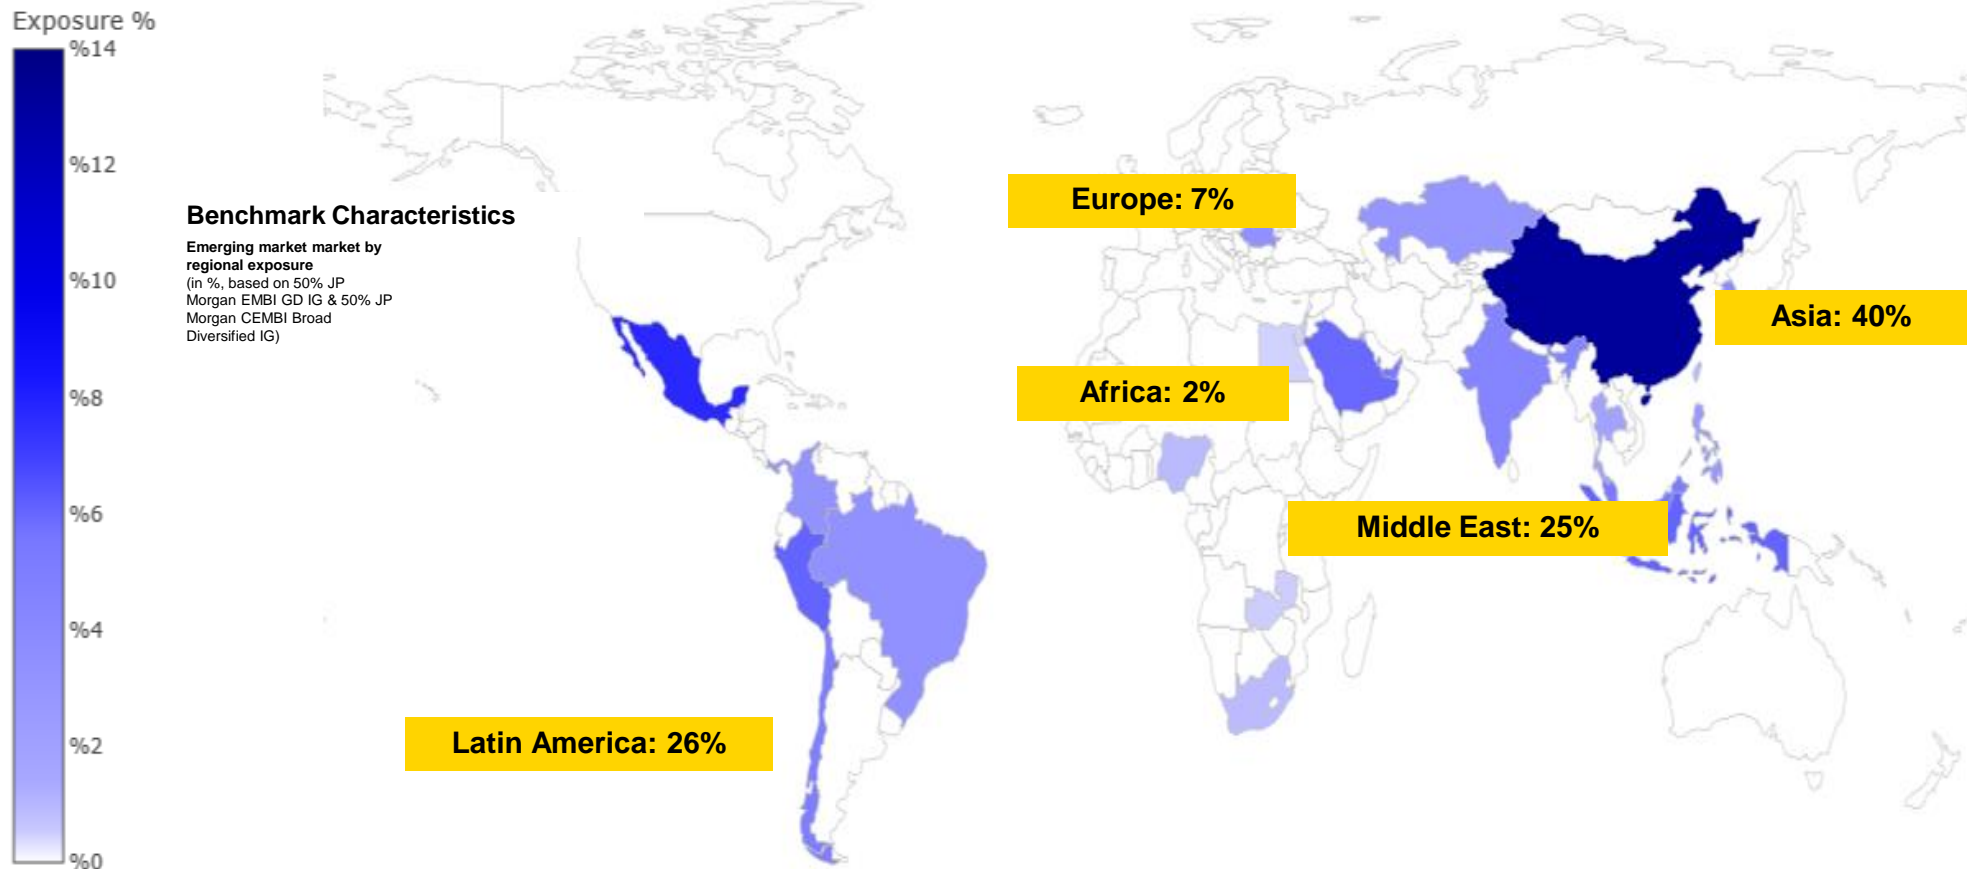 Exposure %
%14
%12
%10
%8
%6
%4
%2
%0
Benchmark Characteristics
Emerging market market by
regional exposure
(in %, based on 50% JP
Morgan EMBI GD IG & 50% JP
Morgan CEMBI Broad
Diversified IG)
Europe: 7%
Asia: 40%
Africa: 2%
Middle East: 25%
Latin America: 26%